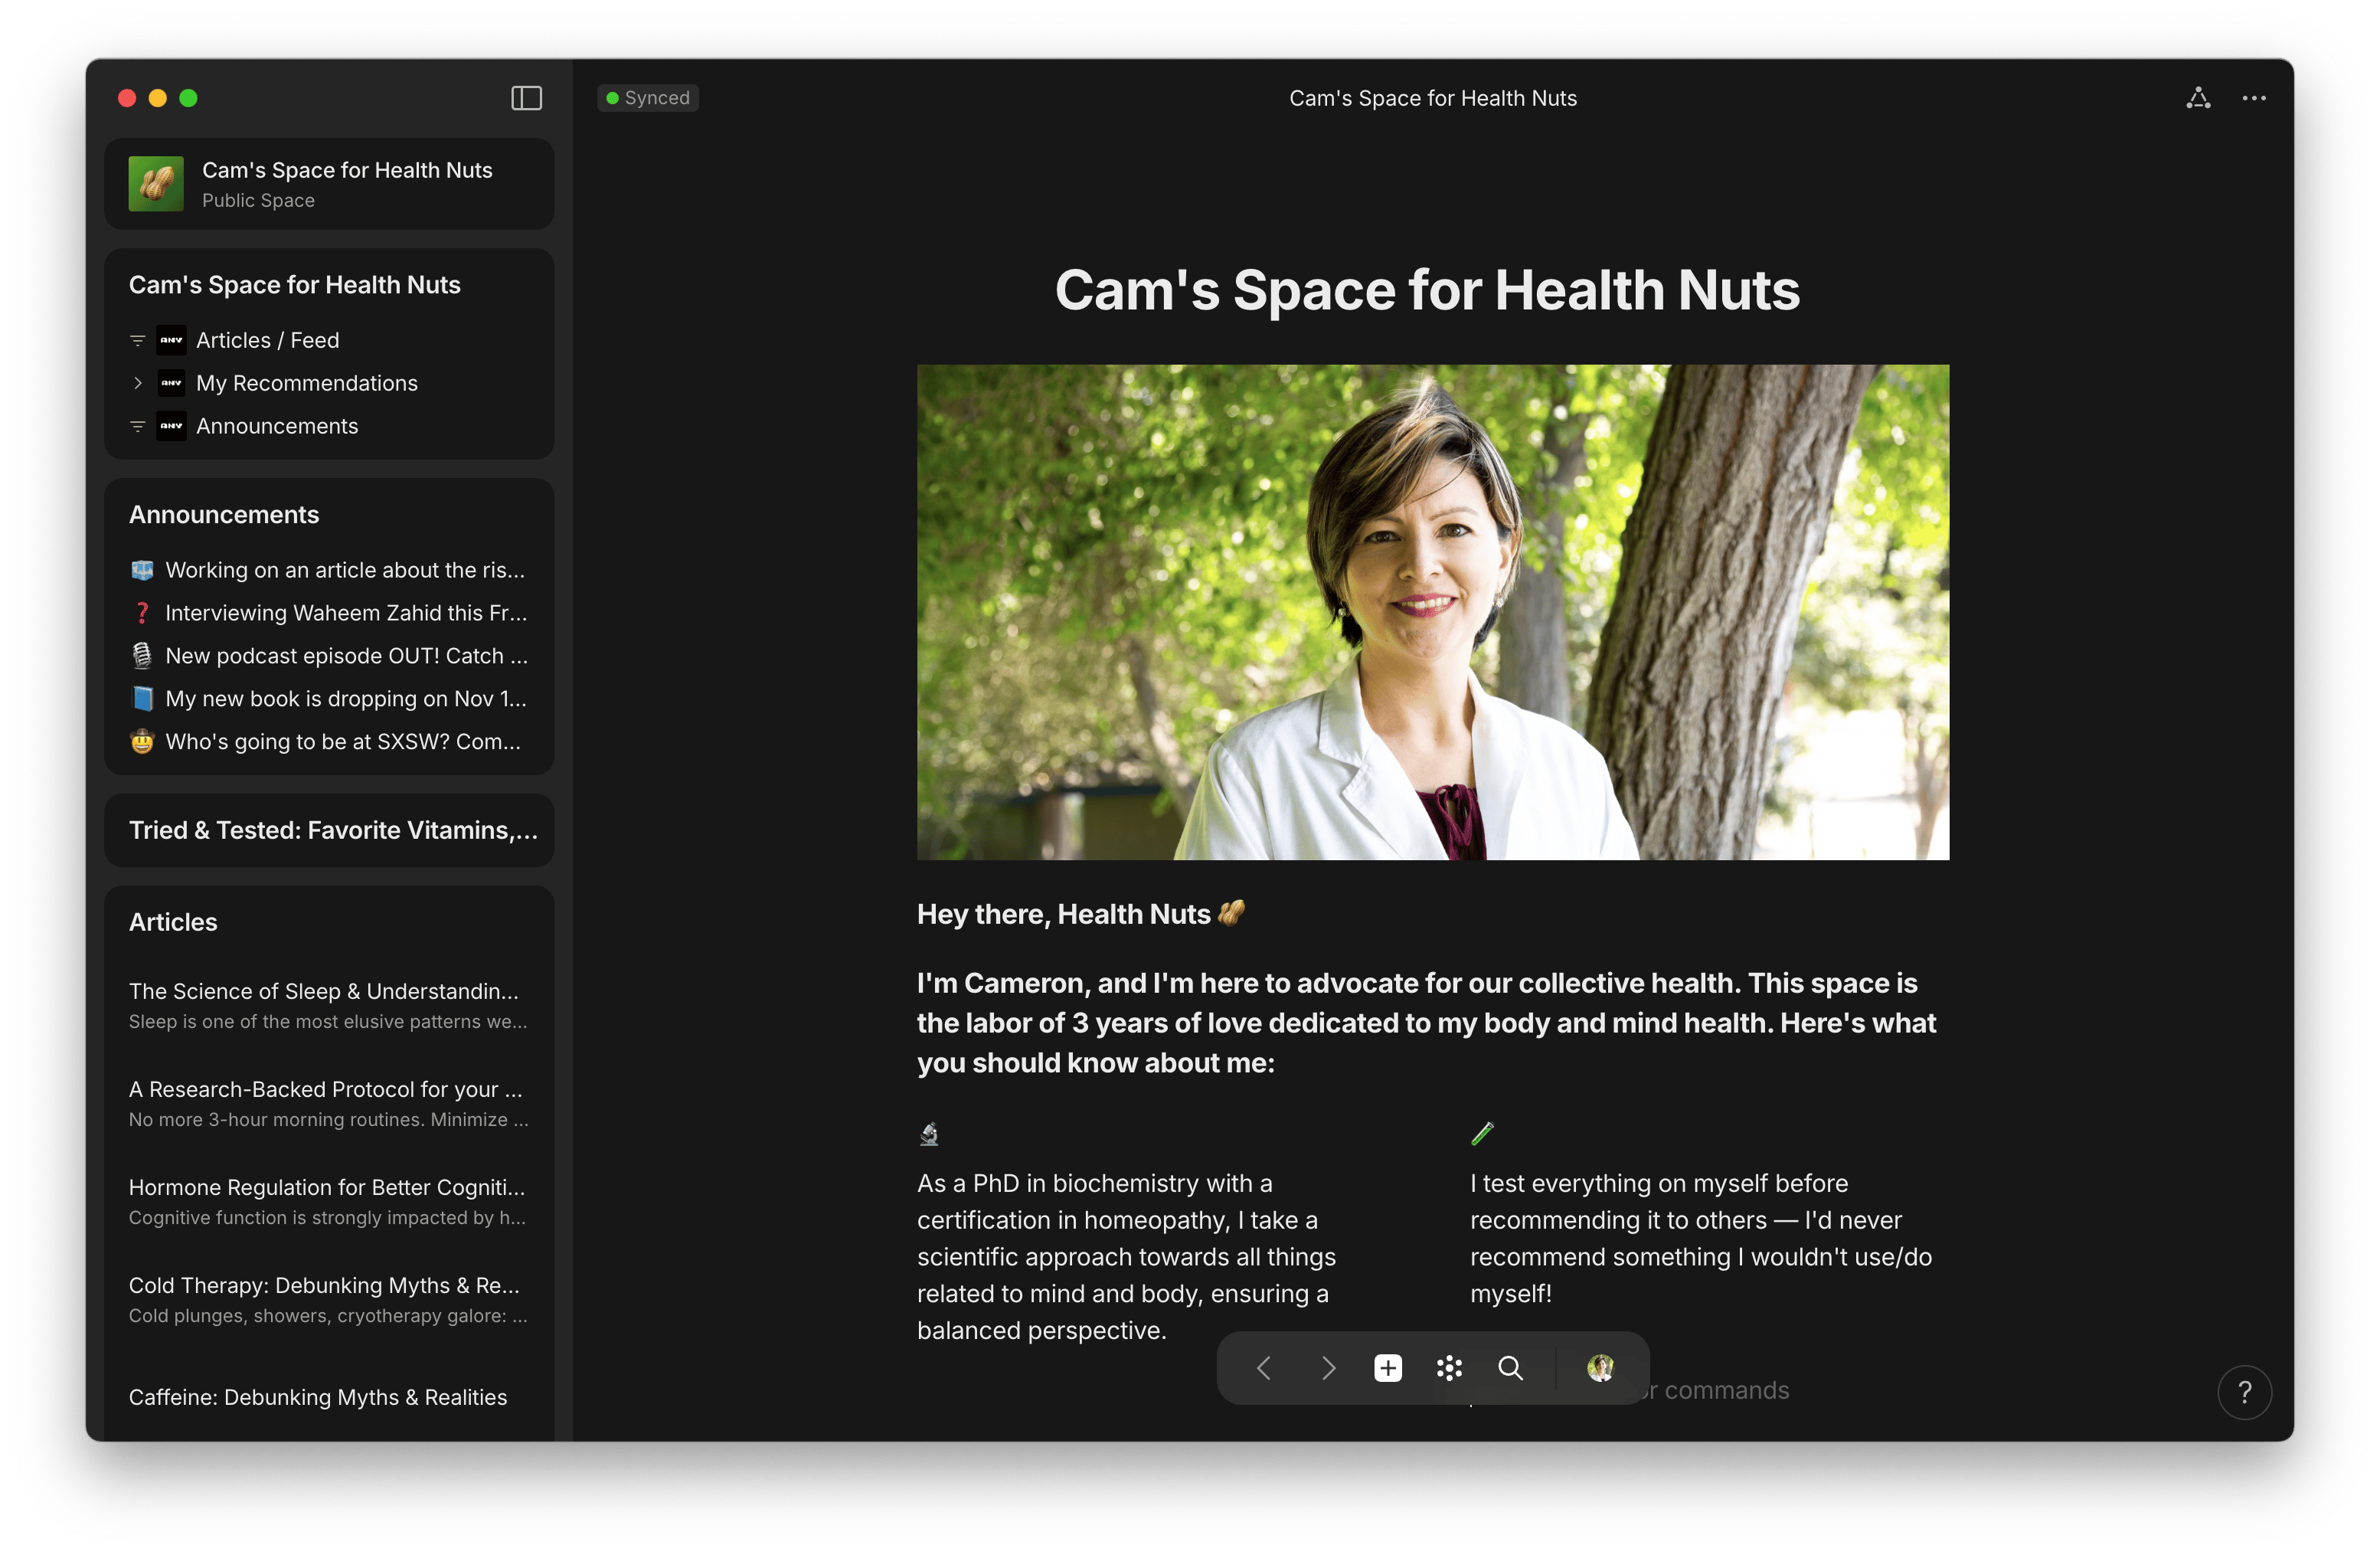 Synced
Cam's Space for Health Nuts
Cam's Space for Health Nuts
Public Space
Cam's Space for Health Nuts
ANY Articles / Feed
ANY My Recommendations
ANY Announcements
Announcements
Working on an article about the ris...
Interviewing Waheem Zahid this Fr...
New podcast episode OUT! Catch ...
My new book is dropping on Nov 1...
Who's going to be at SXSW? Com...
Tried & Tested: Favorite Vitamins,...
Articles
The Science of Sleep & Understandin...
Sleep is one of the most elusive patterns we...
A Research-Backed Protocol for your ...
No more 3-hour morning routines. Minimize ...
Hormone Regulation for Better Cogniti...
Cognitive function is strongly impacted by h...
Cold Therapy: Debunking Myths & Re...
Cold plunges, showers, cryotherapy galore: ...
Caffeine: Debunking Myths & Realities
Cam's Space for Health Nuts
Hey there, Health Nuts 🥜
I'm Cameron, and I'm here to advocate for our collective health. This space is
the labor of 3 years of love dedicated to my body and mind health. Here's what
you should know about me:
🔬
As a PhD in biochemistry with a
certification in homeopathy, I take a
scientific approach towards all things
related to mind and body, ensuring a
balanced perspective.
🧪
I test everything on myself before
recommending it to others — I'd never
recommend something I wouldn't use/do
myself!
commands
?